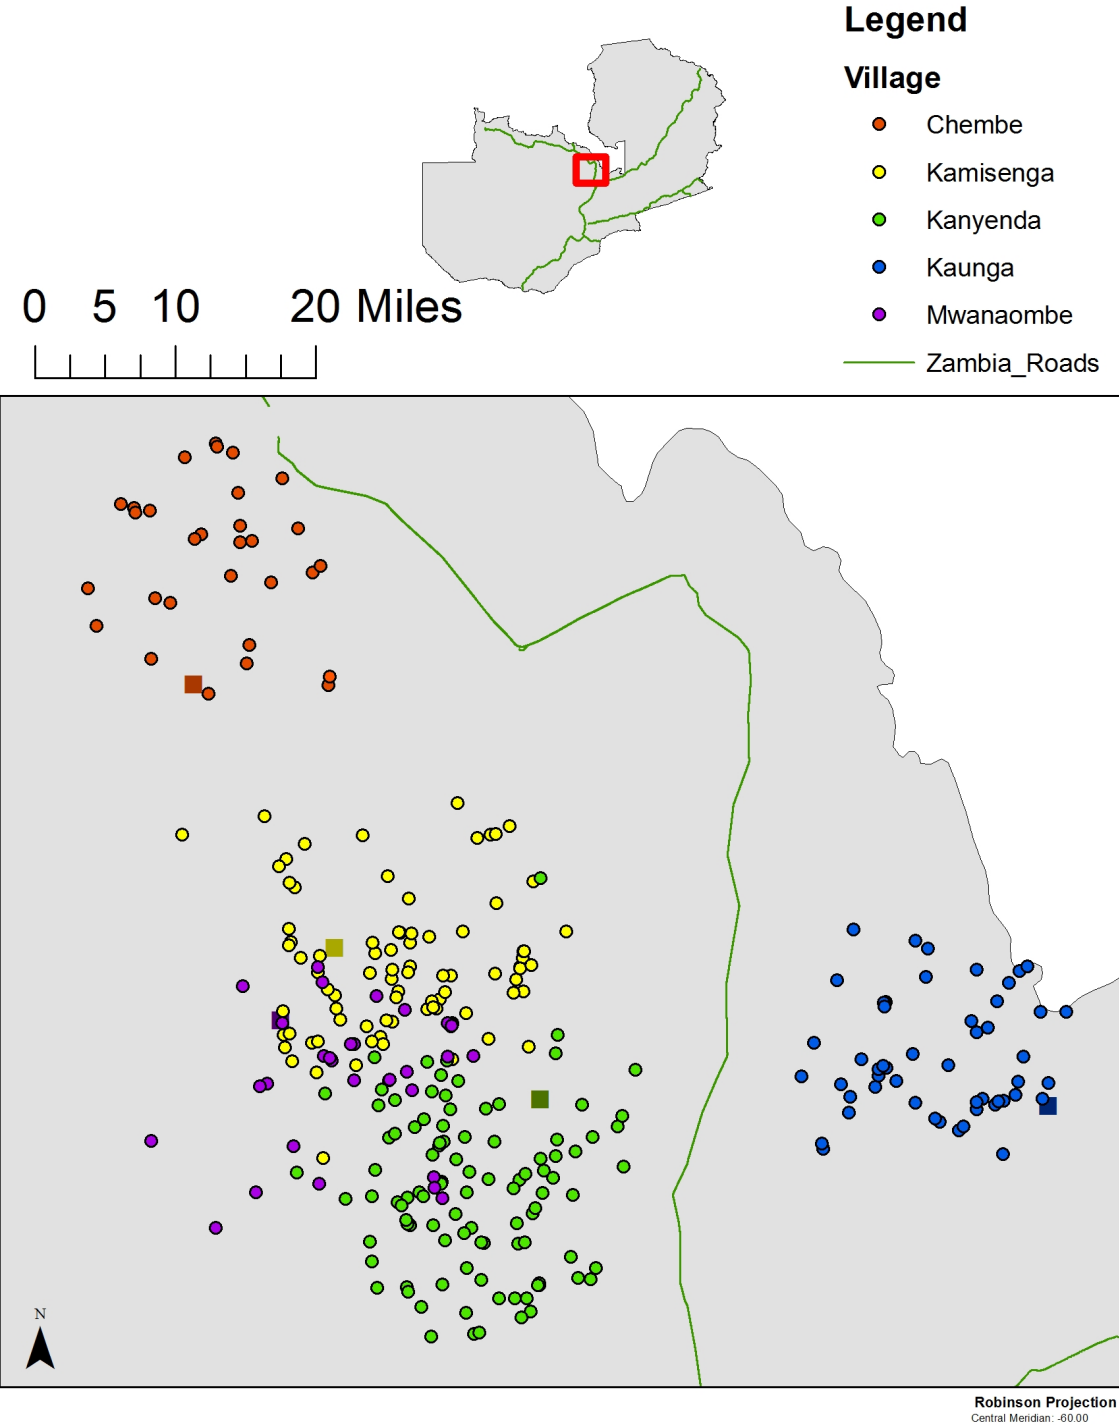 Legend
Village
Chembe
Kamisenga
Kanyenda
Kaunga
Mwanaombe
Zambia_Roads
0 5 10 20 Miles
N
Robinson Projection
Central Meridian: -60.00